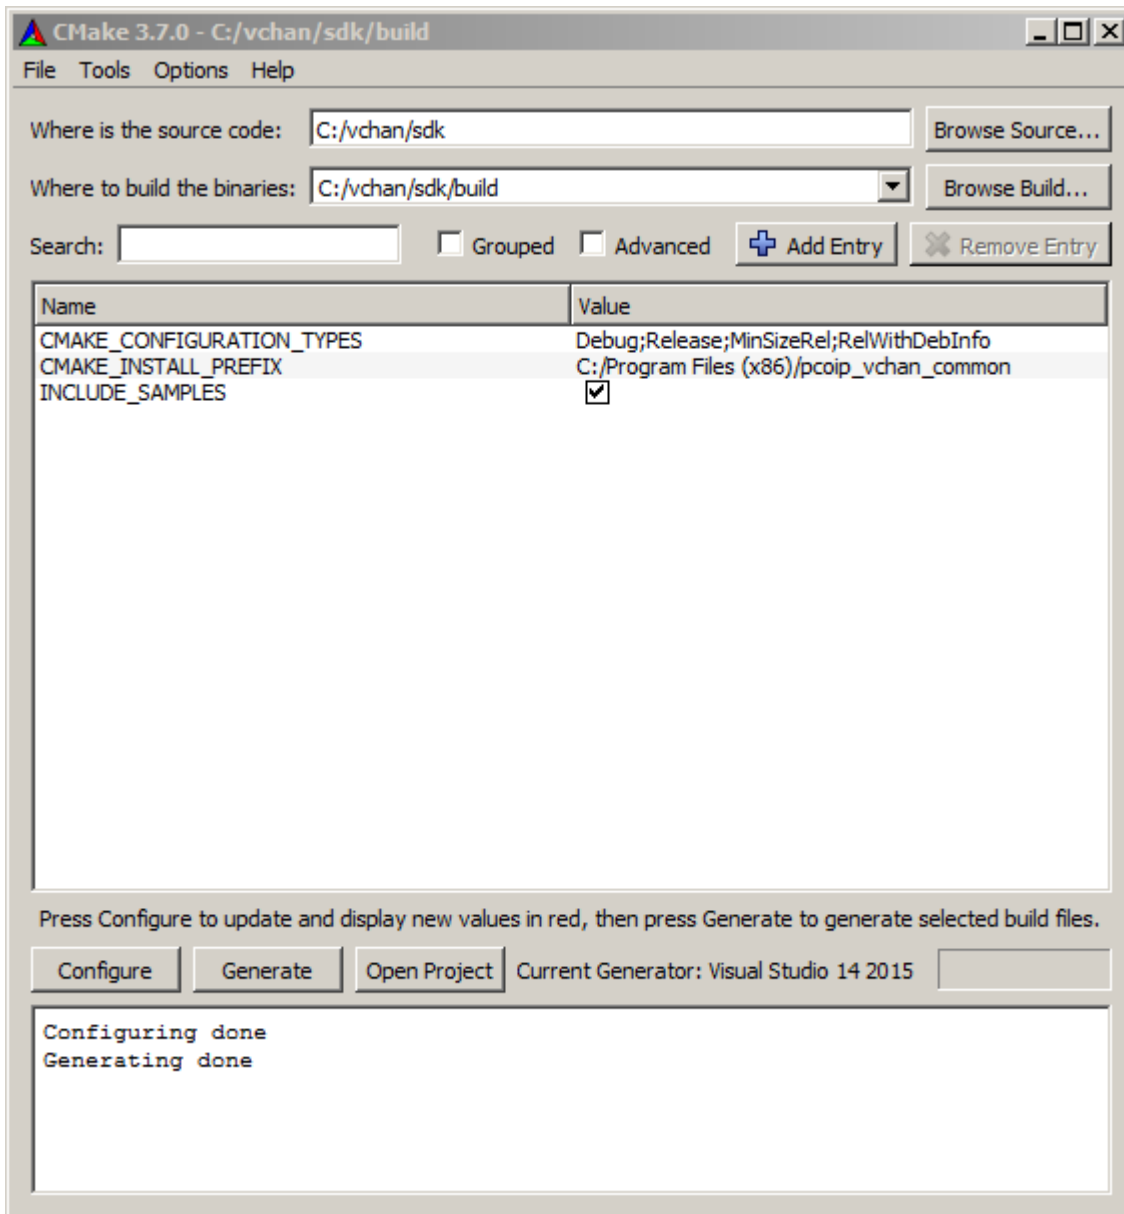 CMake 3.7.0 - C:/vchan/sdk/build
File Tools Options Help
Where is the source code: C:/vchan/sdk Browse Source...
Where to build the binaries: C:/vchan/sdk/build Browse Build...
Search: Grouped Advanced Add Entry Remove Entry
Name Value
CMAKE_CONFIGURATION_TYPES Debug;Release;MinSizeRel;RelWithDebInfo
CMAKE_INSTALL_PREFIX C:/Program Files (x86)/pcoip_vchan_common
INCLUDE_SAMPLES
Press Configure to update and display new values in red, then press Generate to generate selected build files.
Configure Generate Open Project Current Generator: Visual Studio 14 2015
Configuring done
Generating done